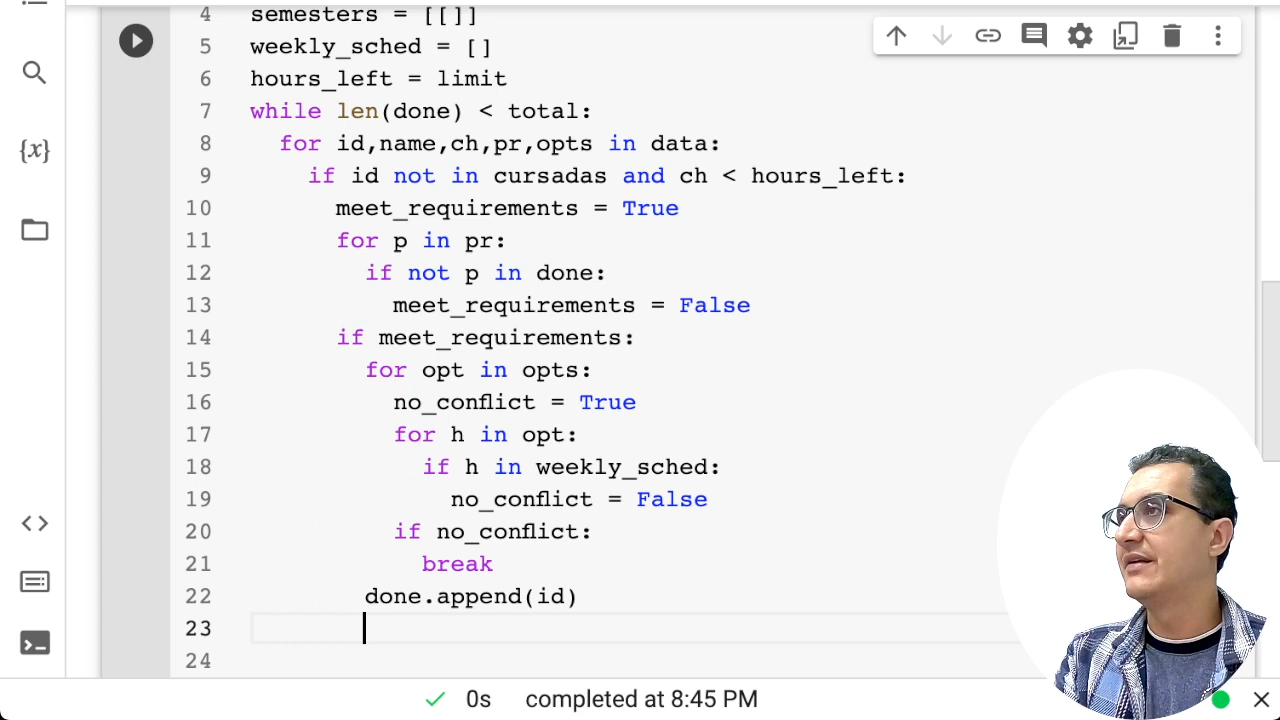 4 semesters = [[]]
5 weekly_sched = []
6 hours_left = limit
7 while len(done) < total:
8 for id,name,ch,pr,opts in data:
9 if id not in cursadas and ch < hours_left:
10 meet_requirements = True
11 for p in pr:
12 if not p in done:
13 meet_requirements = False
14 if meet_requirements:
15 for opt in opts:
16 no_conflict = True
17 for h in opt:
18 if h in weekly_sched:
19 no_conflict = False
20 if no_conflict:
21 break
22 done.append(id)
23
24
{x}
0s completed at 8:45 PM